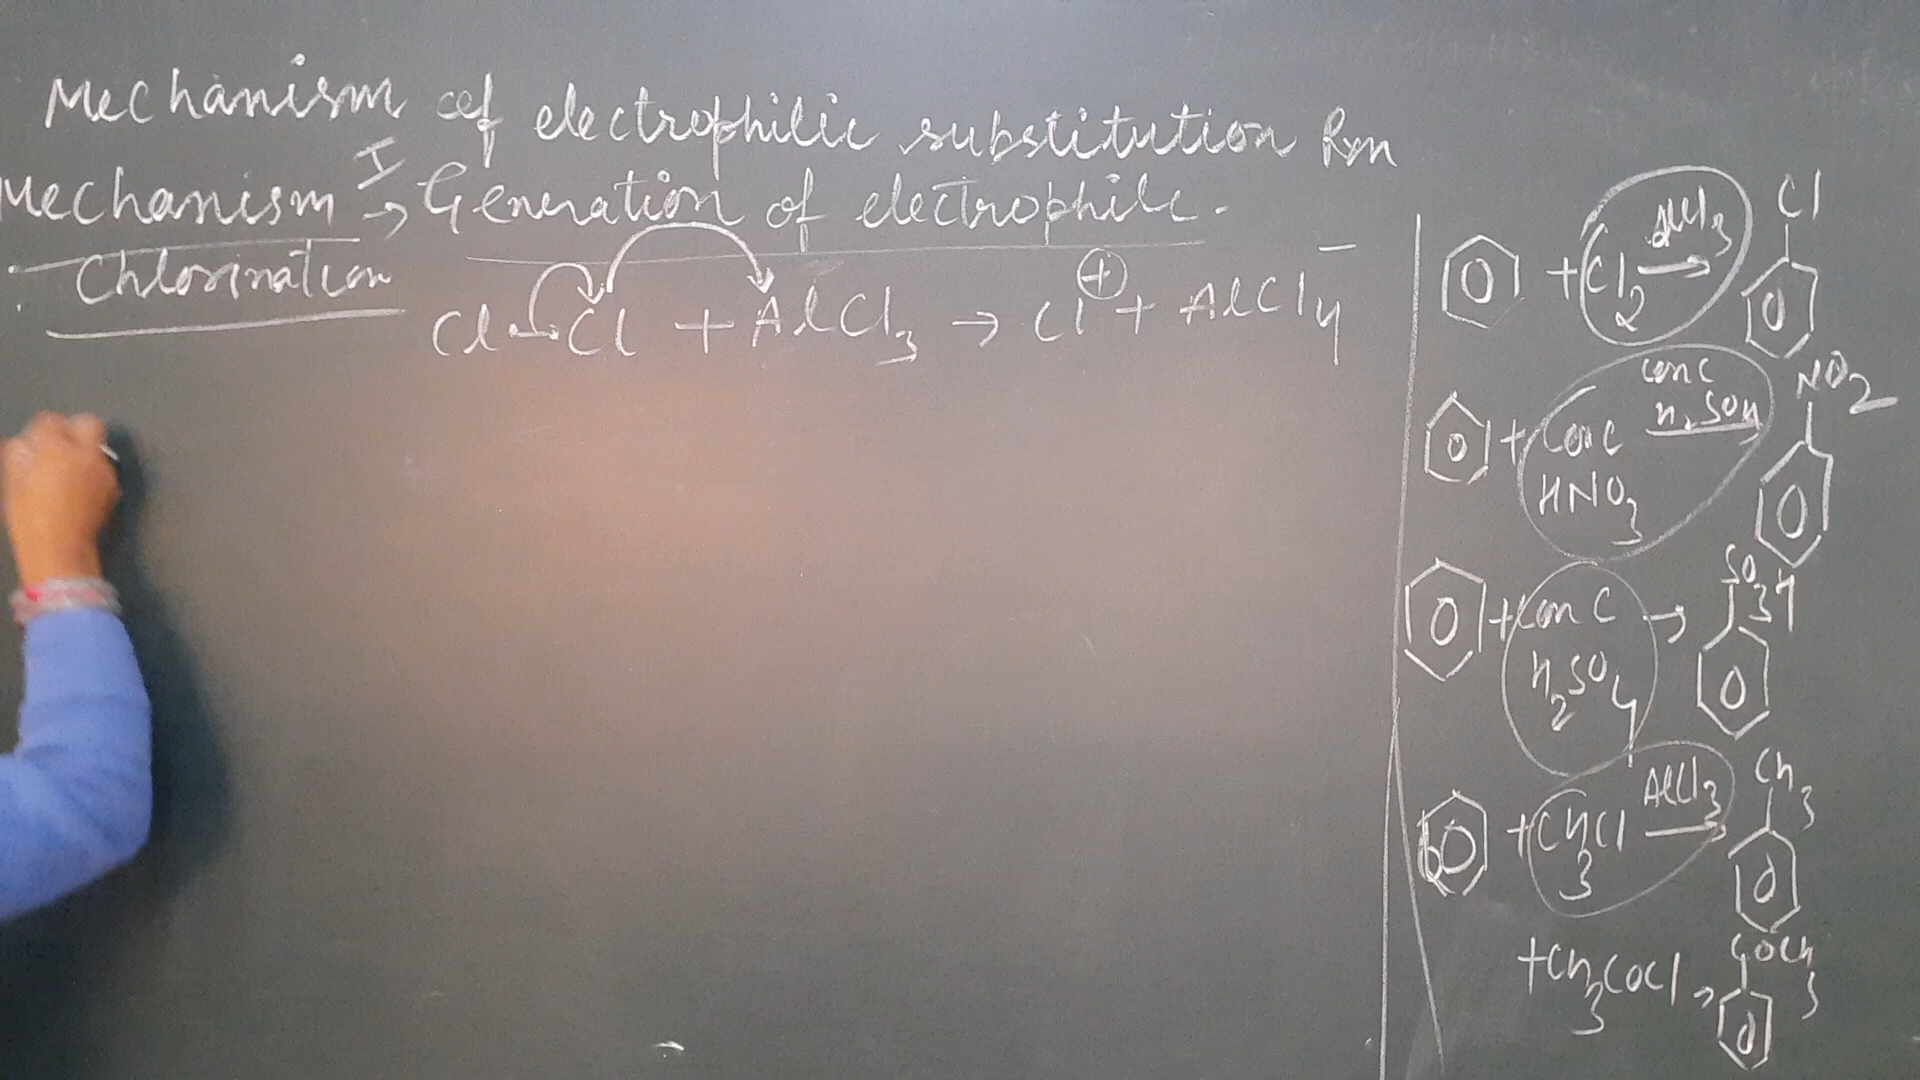 Mechanism of electrophilic substitution Rxn
Mechanism I → Generation of electrophile.
Chlorination
Cl–Cl + AlCl3 → Cl⊕ + AlCl4⁻
+ Cl2 AlCl3 → Cl
+ Conc HNO3 conc H2SO4 NO2
+ conc H2SO4 → SO3H
+ CH3Cl AlCl3 → CH3
+ CH3COCl → COCH3